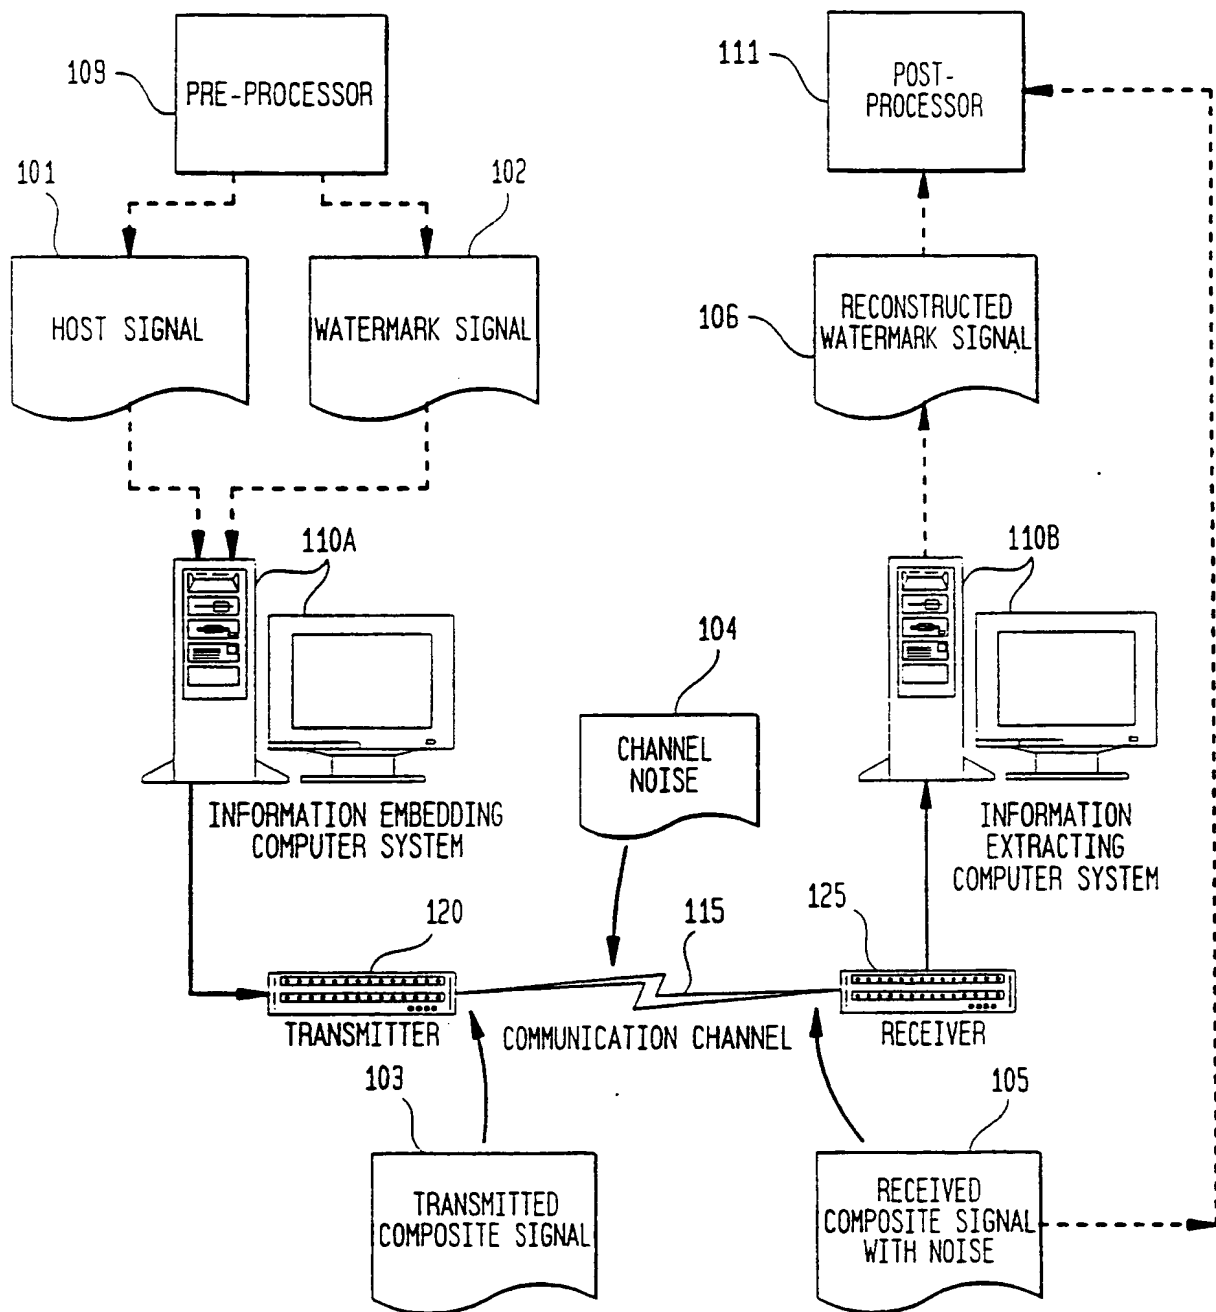 109
PRE-PROCESSOR
111
POST-
PROCESSOR
101
102
HOST SIGNAL
WATERMARK SIGNAL
106
RECONSTRUCTED
WATERMARK SIGNAL
110A
110B
104
CHANNEL
NOISE
INFORMATION EMBEDDING
COMPUTER SYSTEM
INFORMATION
EXTRACTING
COMPUTER SYSTEM
120
115
125
TRANSMITTER
COMMUNICATION CHANNEL
RECEIVER
103
105
TRANSMITTED
COMPOSITE SIGNAL
RECEIVED
COMPOSITE SIGNAL
WITH NOISE